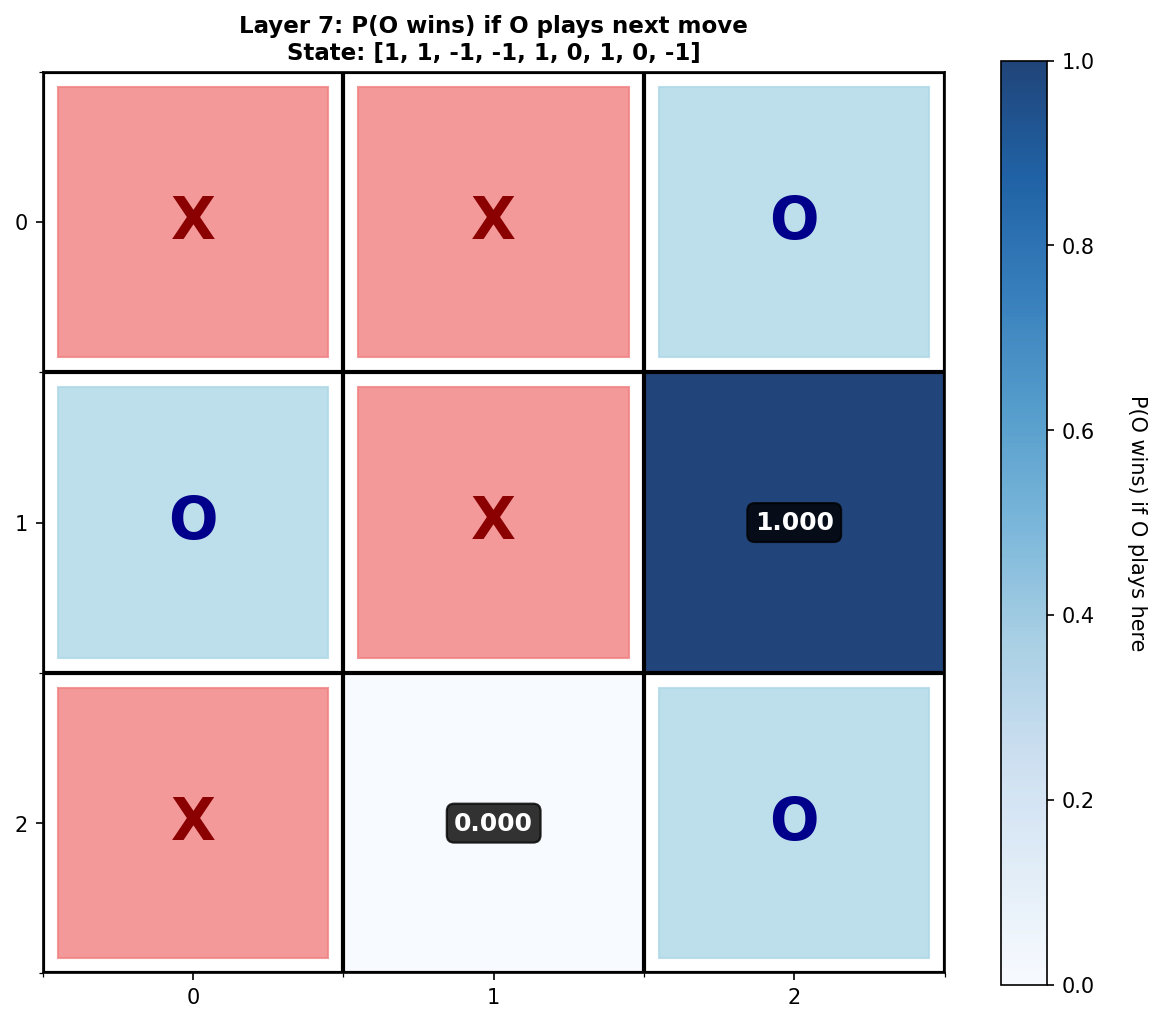 Layer 7: P(O wins) if O plays next move
State: [1, 1, -1, -1, 1, 0, 1, 0, -1]
0
X
X
O
1
O
X
1.000
2
X
0.000
O
0
1
2
1.0
0.8
0.6
0.4
0.2
0.0
P(O wins) if O plays here